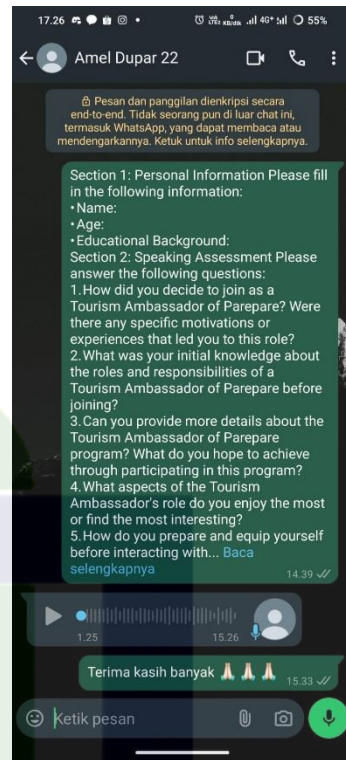 17.26
4G+ 55%
Amel Dupar 22
Pesan dan panggilan dienkripsi secara
end-to-end. Tidak seorang pun di luar chat ini,
termasuk WhatsApp, yang dapat membaca atau
mendengarkannya. Ketuk untuk info selengkapnya.
Section 1: Personal Information Please fill
in the following information:
• Name:
• Age:
• Educational Background:
Section 2: Speaking Assessment Please
answer the following questions:
1. How did you decide to join as a
Tourism Ambassador of Parepare? Were
there any specific motivations or
experiences that led you to this role?
2. What was your initial knowledge about
the roles and responsibilities of a
Tourism Ambassador of Parepare before
joining?
3. Can you provide more details about the
Tourism Ambassador of Parepare
program? What do you hope to achieve
through participating in this program?
4. What aspects of the Tourism
Ambassador's role do you enjoy the most
or find the most interesting?
5. How do you prepare and equip yourself
before interacting with... Baca
selengkapnya
14.39
1.25
15.26
Terima kasih banyak 🙏🏻 🙏🏻 🙏🏻
15.33
Ketik pesan